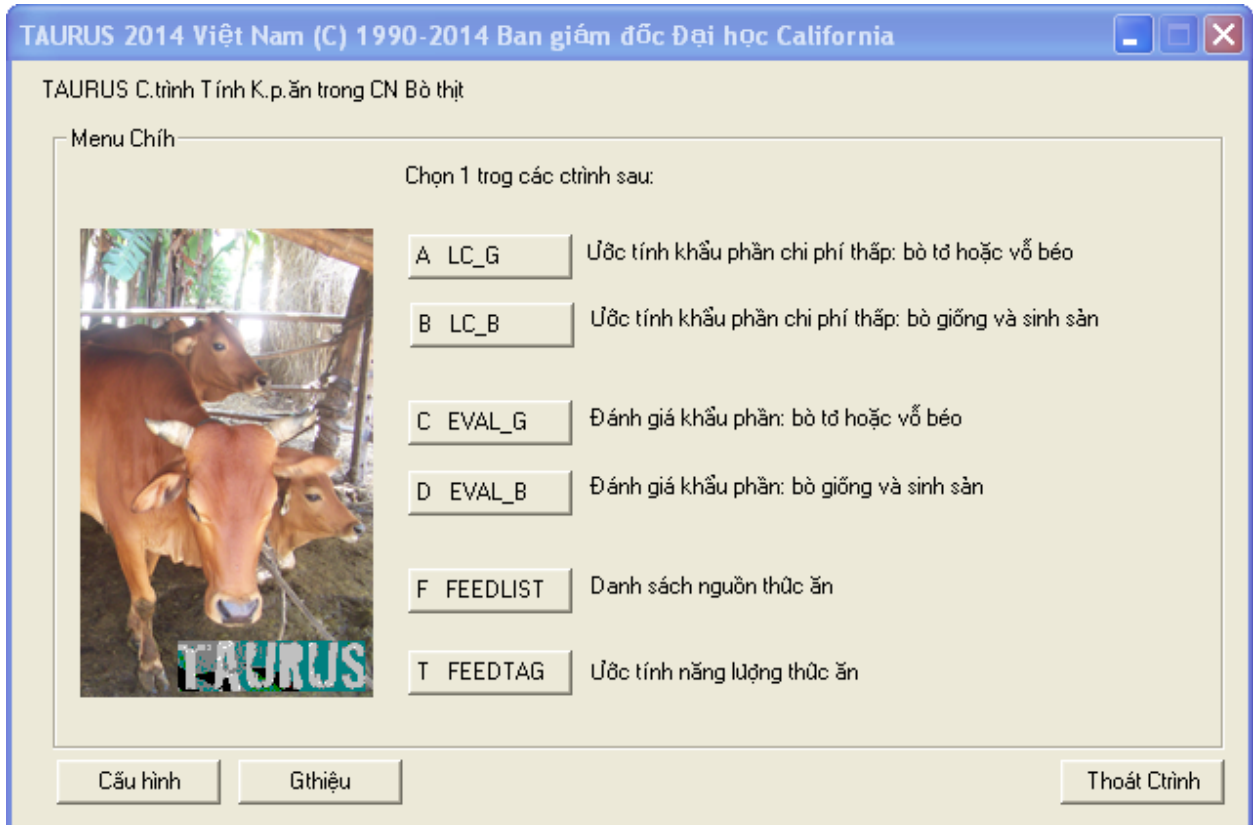 TAURUS 2014 Việt Nam (C) 1990-2014 Ban giám đốc Đại học California
TAURUS C.trình Tính K.p.ăn trong CN Bò thịt
Menu Chíh
Chọn 1 trog các ctrình sau:
A LC_G Ước tính khẩu phần chi phí thấp: bò tơ hoặc vỗ béo
B LC_B Ước tính khẩu phần chi phí thấp: bò giống và sinh sản
C EVAL_G Đánh giá khẩu phần: bò tơ hoặc vỗ béo
D EVAL_B Đánh giá khẩu phần: bò giống và sinh sản
F FEEDLIST Danh sách nguồn thức ăn
T FEEDTAG Ước tính năng lượng thức ăn
TAURUS
Cấu hình Gthiệu Thoát Ctrình